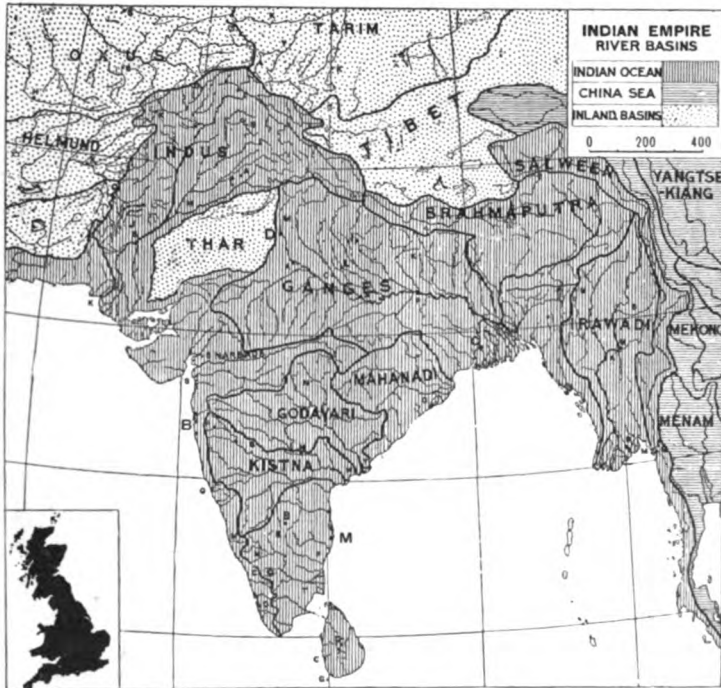 INDIAN EMPIRE
RIVER BASINS
INDIAN OCEAN
CHINA SEA
INLAND BASINS
0 200 400
TARIM
OXUS
TIBET
HELMUND
INDUS
SALWEEN
YANGTSE
-KIANG
BRAHMAPUTRA
THAR
D
GANGES
IRAWADI
MEKONG
NARBADA
MAHANADI
GODAVARI
B
MENAM
KISTNA
B
M